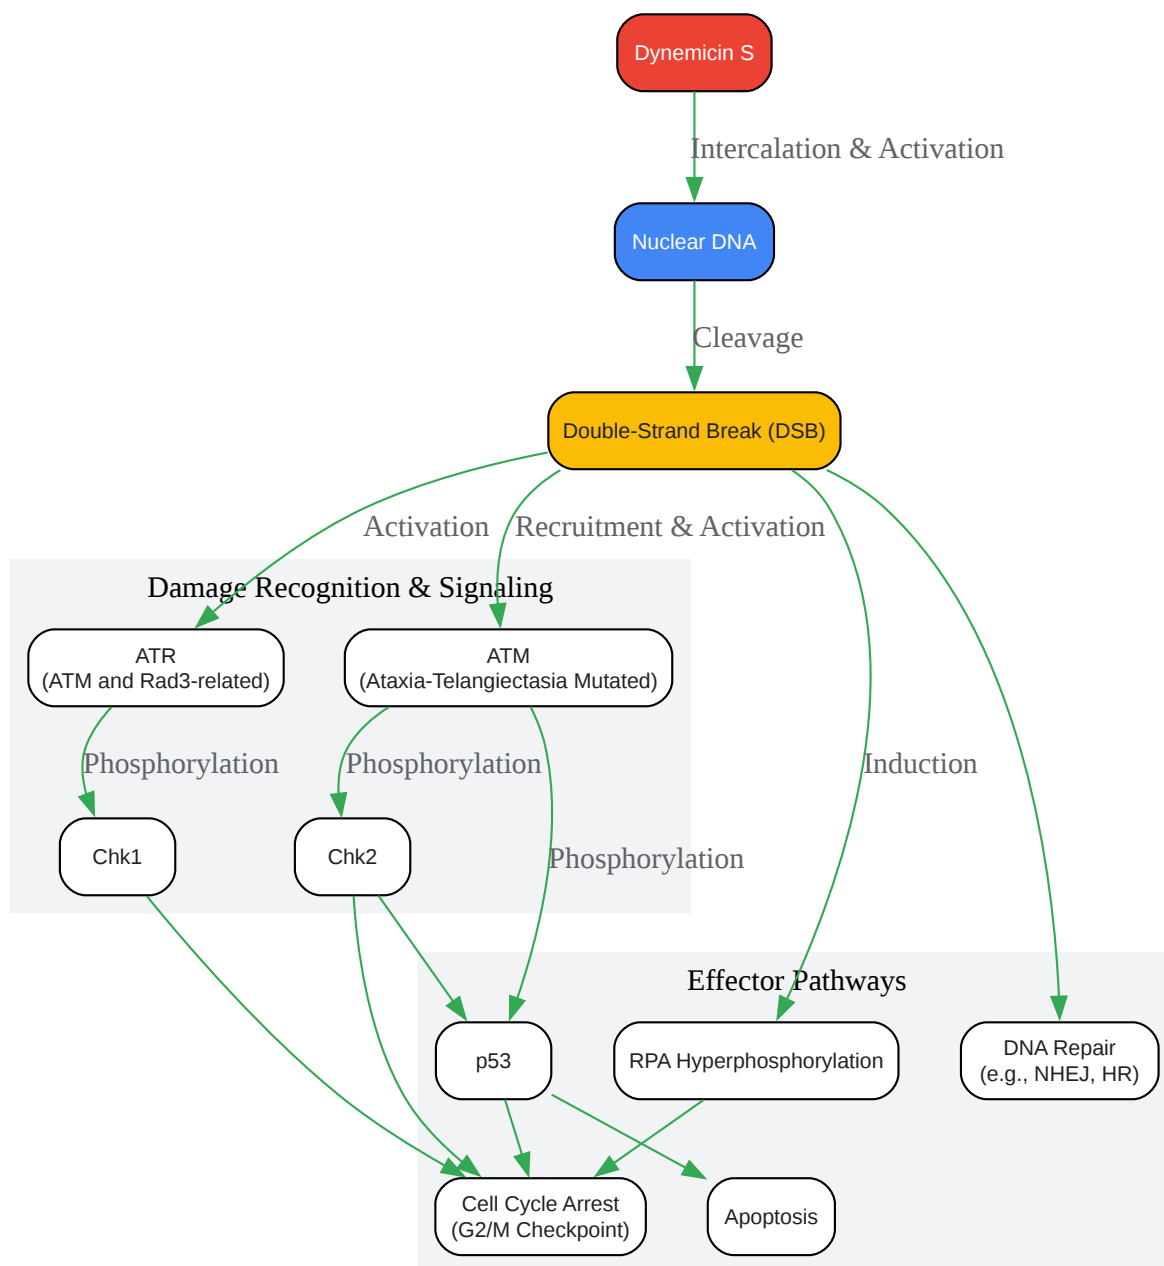 Dynemicin S
Intercalation & Activation
Nuclear DNA
Cleavage
Double-Strand Break (DSB)
Activation
Recruitment & Activation
Damage Recognition & Signaling
ATR
(ATM and Rad3-related)
ATM
(Ataxia-Telangiectasia Mutated)
Phosphorylation
Phosphorylation
Induction
Chk1
Chk2
Phosphorylation
Effector Pathways
p53
RPA Hyperphosphorylation
DNA Repair
(e.g., NHEJ, HR)
Cell Cycle Arrest
(G2/M Checkpoint)
Apoptosis